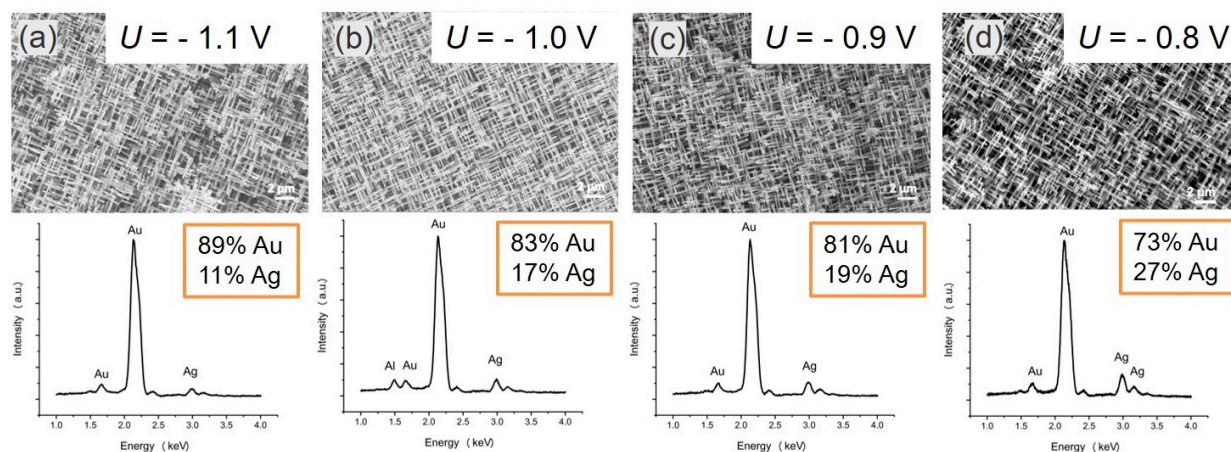 (a)
U = - 1.1 V
2 µm
(b)
U = - 1.0 V
2 µm
(c)
U = - 0.9 V
2 µm
(d)
U = - 0.8 V
2 µm
Au
89% Au
11% Ag
Au
Ag
Intensity ( a.u.)
1.0 1.5 2.0 2.5 3.0 3.5 4.0
Energy ( keV)
Au
83% Au
17% Ag
Al Au
Ag
Intensity ( a.u.)
1.0 1.5 2.0 2.5 3.0 3.5 4.0
Energy ( keV)
Au
81% Au
19% Ag
Au
Ag
Intensity ( a.u.)
1.0 1.5 2.0 2.5 3.0 3.5 4.0
Energy ( keV)
Au
73% Au
27% Ag
Au
Ag
Ag
Intensity ( a.u.)
1.0 1.5 2.0 2.5 3.0 3.5 4.0
Energy ( keV)